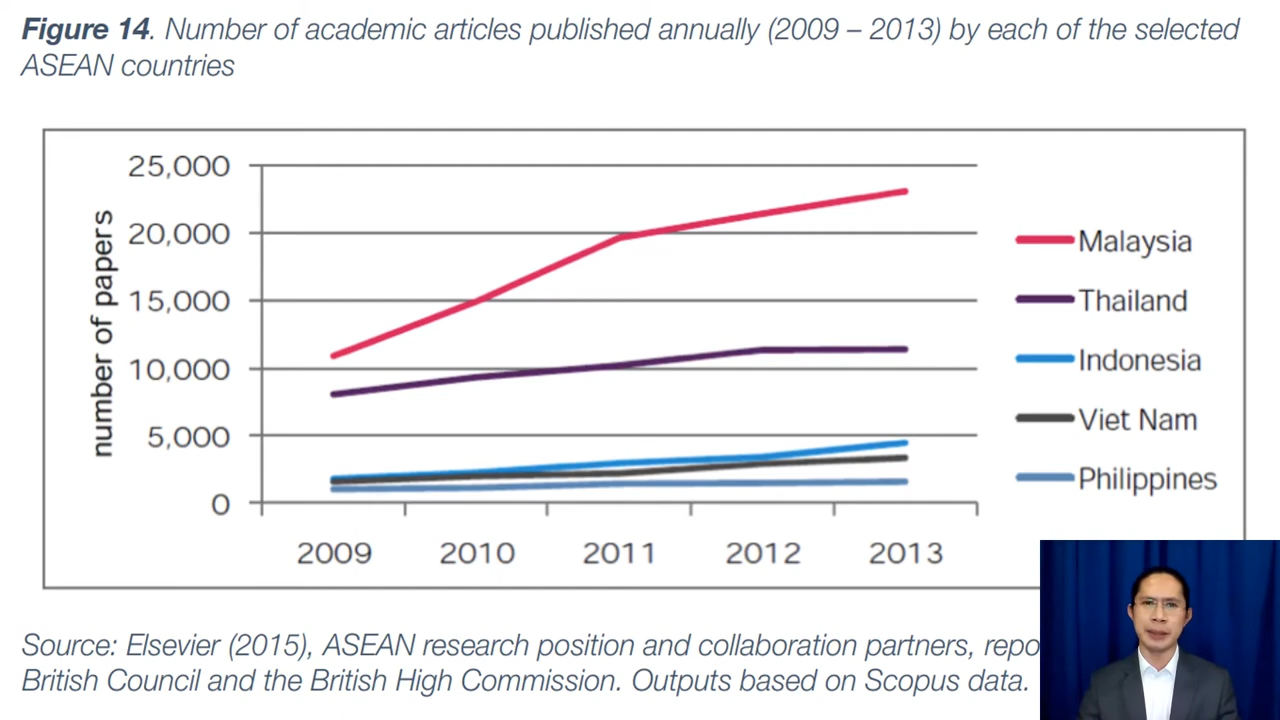 Figure 14. Number of academic articles published annually (2009 – 2013) by each of the selected
ASEAN countries
25,000
20,000
15,000
10,000
5,000
0
number of papers
2009 2010 2011 2012 2013
Malaysia
Thailand
Indonesia
Viet Nam
Philippines
Source: Elsevier (2015), ASEAN research position and collaboration partners,
British Council and the British High Commission. Outputs based on Scopus data.